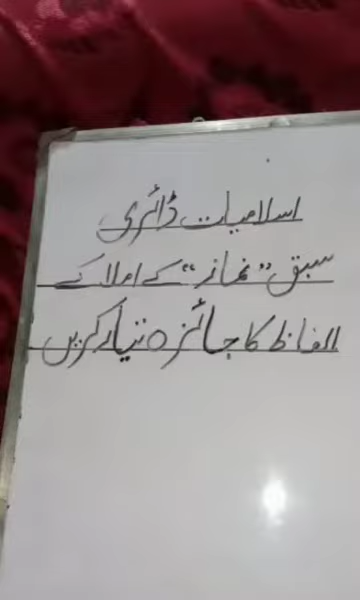 اسلامیات ڈائری
سبق "نماز" کے املا کے
الفاظ کا جائزہ تیار کریں